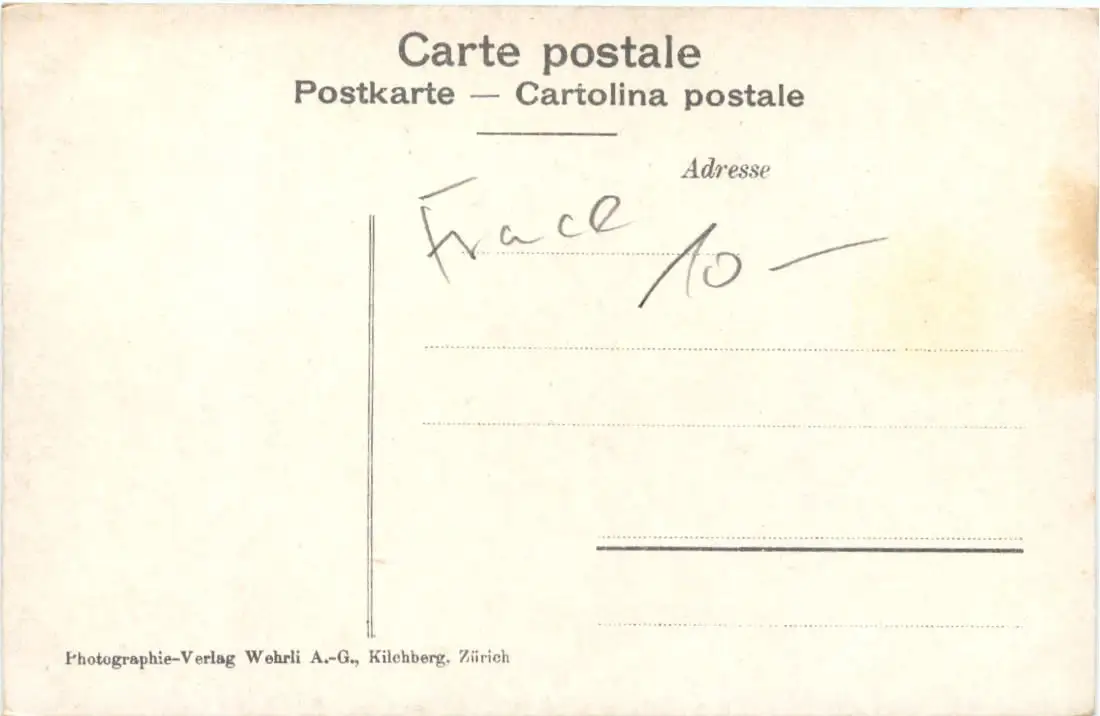 Carte postale
Postkarte — Cartolina postale
Adresse
Frace
10 —
Photographie-Verlag Wehrli A.-G., Kilchberg, Zürich